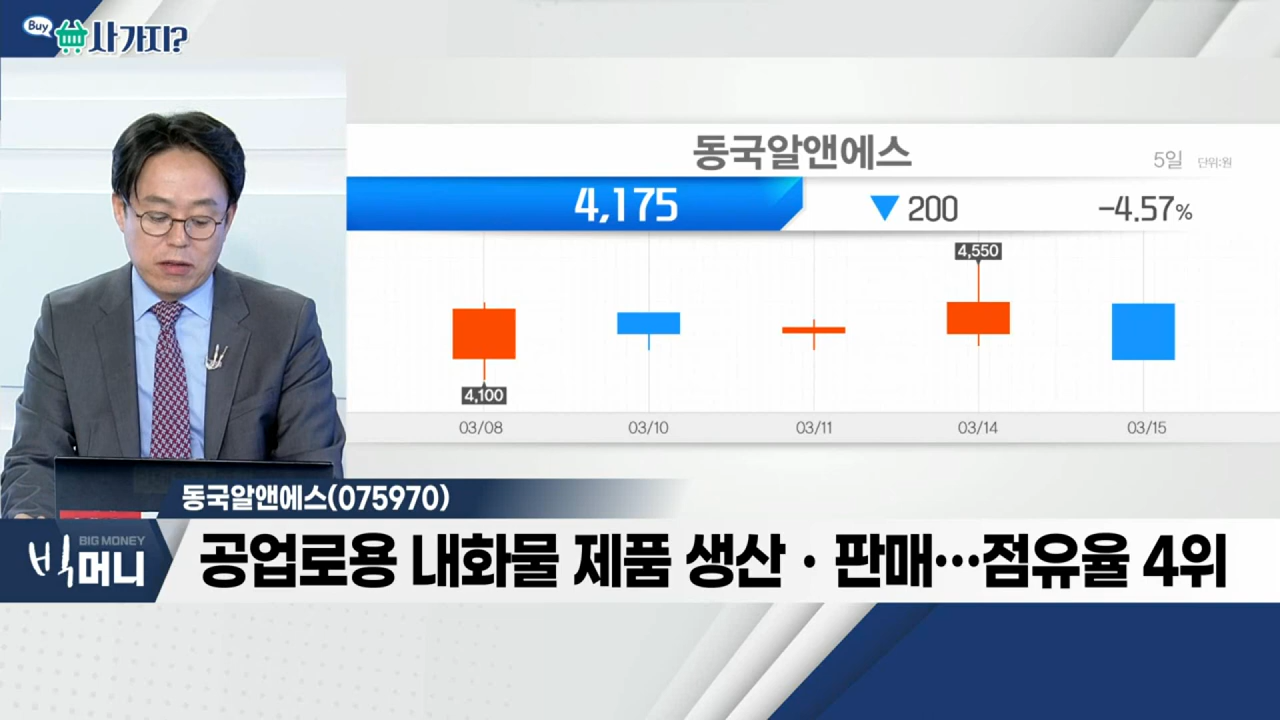 Buy
사가지?
동국알앤에스
5일 단위:원
4,175 ▼200 -4.57%
4,550
4,100
03/08 03/10 03/11 03/14 03/15
동국알앤에스(075970)
BIG MONEY
빅머니
공업로용 내화물 제품 생산·판매…점유율 4위